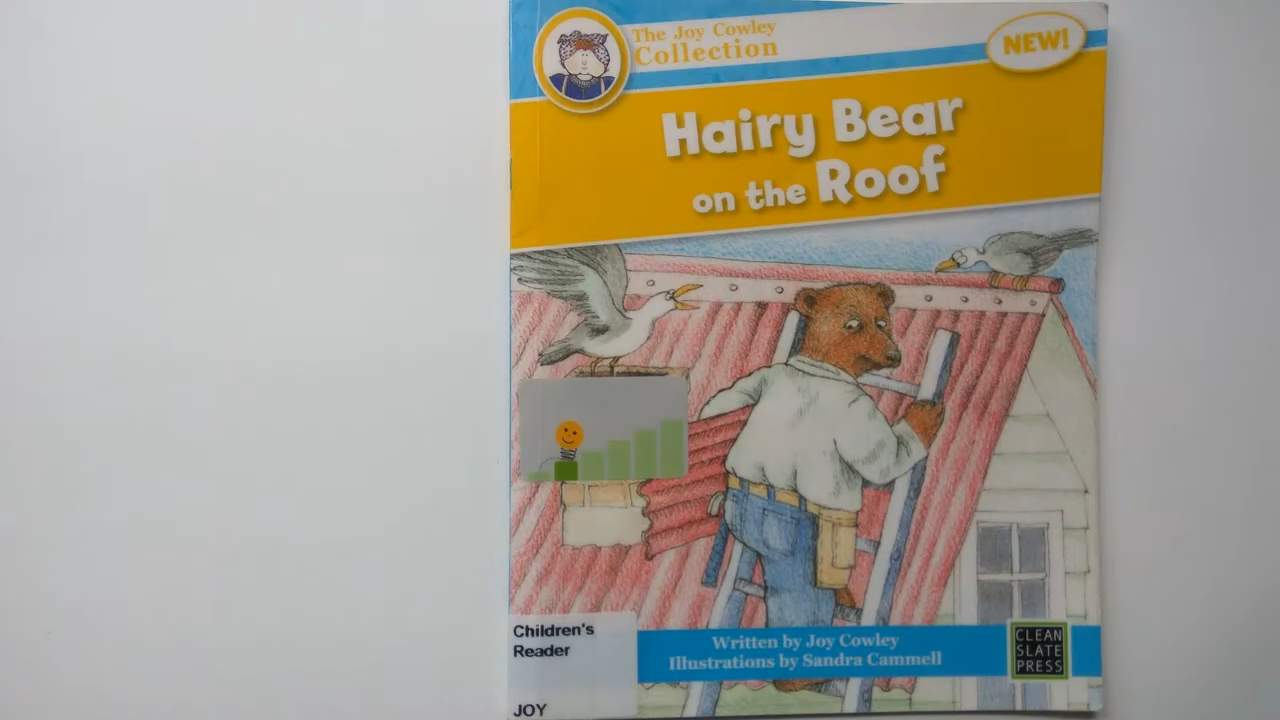 The Joy Cowley
Collection
NEW!
Hairy Bear
on the Roof
Children's
Reader
JOY
Written by Joy Cowley
Illustrations by Sandra Cammell
CLEAN
SLATE
PRESS